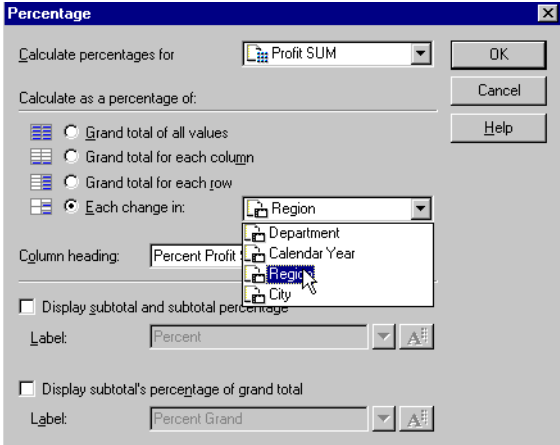 Percentage
Calculate percentages for Profit SUM OK
Cancel
Calculate as a percentage of:
Help
Grand total of all values
Grand total for each column
Grand total for each row
Each change in: Region
Department
Column heading: Percent Profit Calendar Year
Region
City
Display subtotal and subtotal percentage
Label: Percent A
Display subtotal's percentage of grand total
Label: Percent Grand A